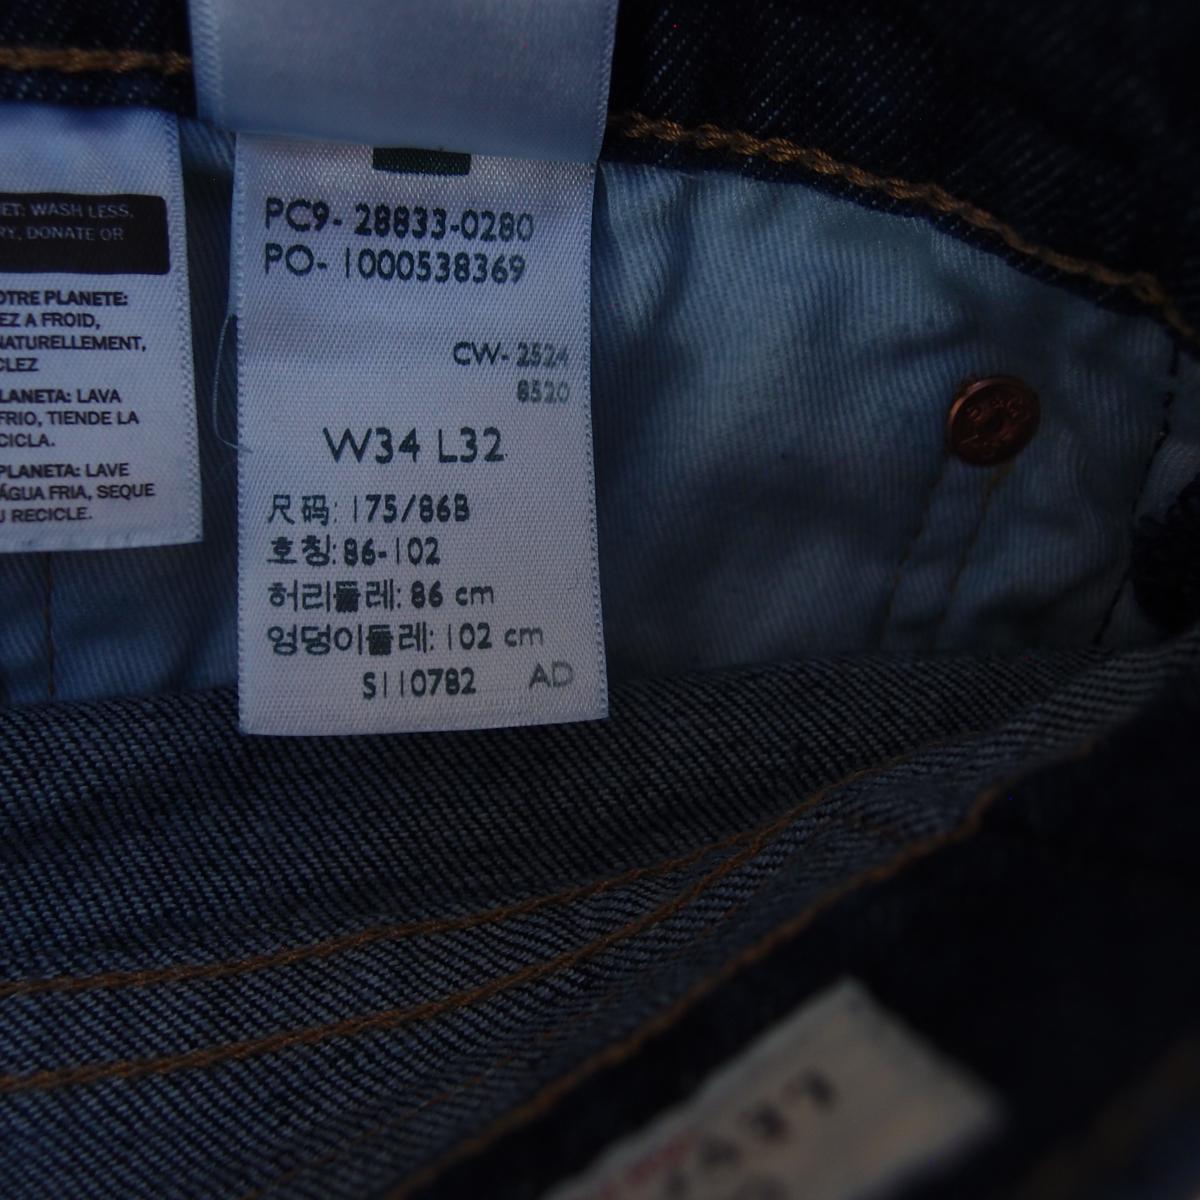 ET: WASH LESS,
RY, DONATE OR
OTRE PLANETE:
EZ A FROID,
NATURELLEMENT,
CLEZ
LANETA: LAVA
FRIO, TIENDE LA
CICLA.
PLANETA: LAVE
ÁGUA FRIA, SEQUE
U RECICLE.
PC9- 28833-0280
PO- 1000538369
CW- 2524
8520
W34 L32
尺码: 175/86B
호칭: 86-102
허리둘레: 86 cm
엉덩이둘레: 102 cm
S110782 AD